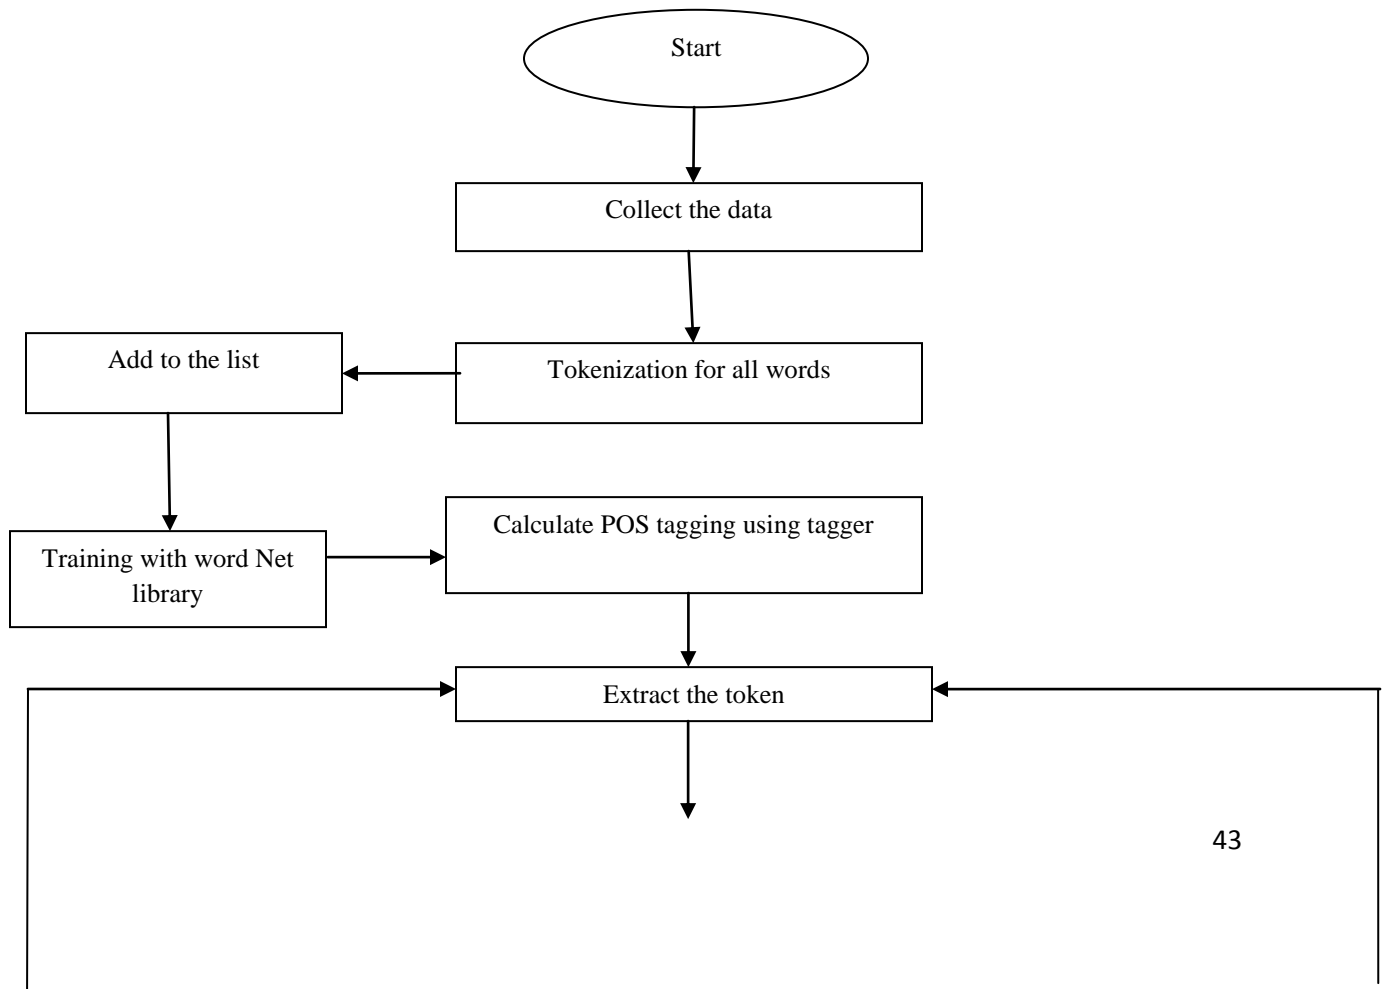 Start
Collect the data
Add to the list
Tokenization for all words
Training with word Net
library
Calculate POS tagging using tagger
Extract the token
43